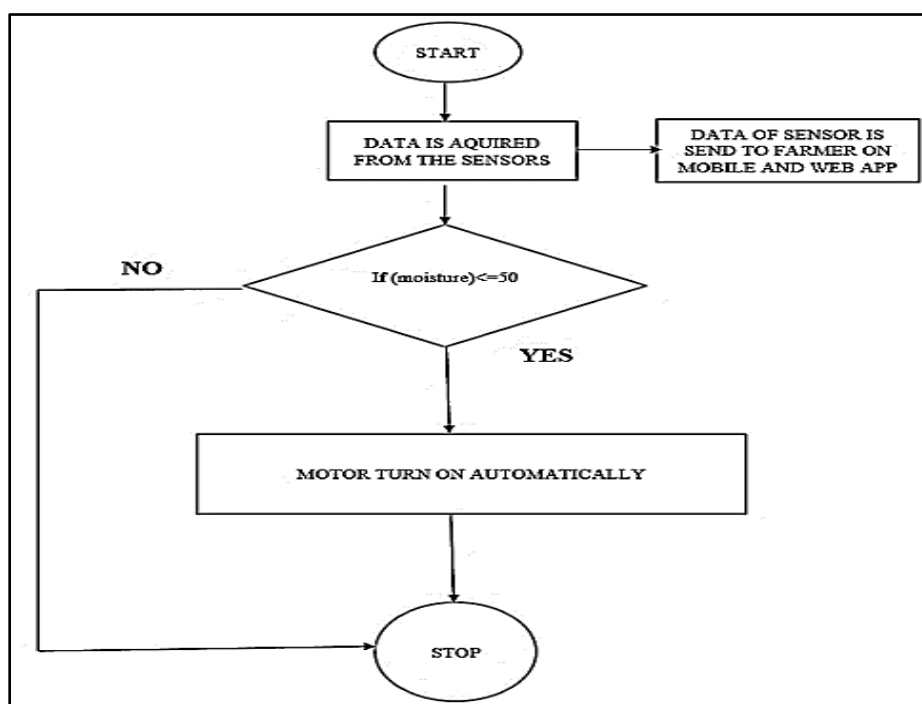 START
DATA IS AQUIRED
FROM THE SENSORS
DATA OF SENSOR IS
SEND TO FARMER ON
MOBILE AND WEB APP
If (moisture)<=50
NO
YES
MOTOR TURN ON AUTOMATICALLY
STOP